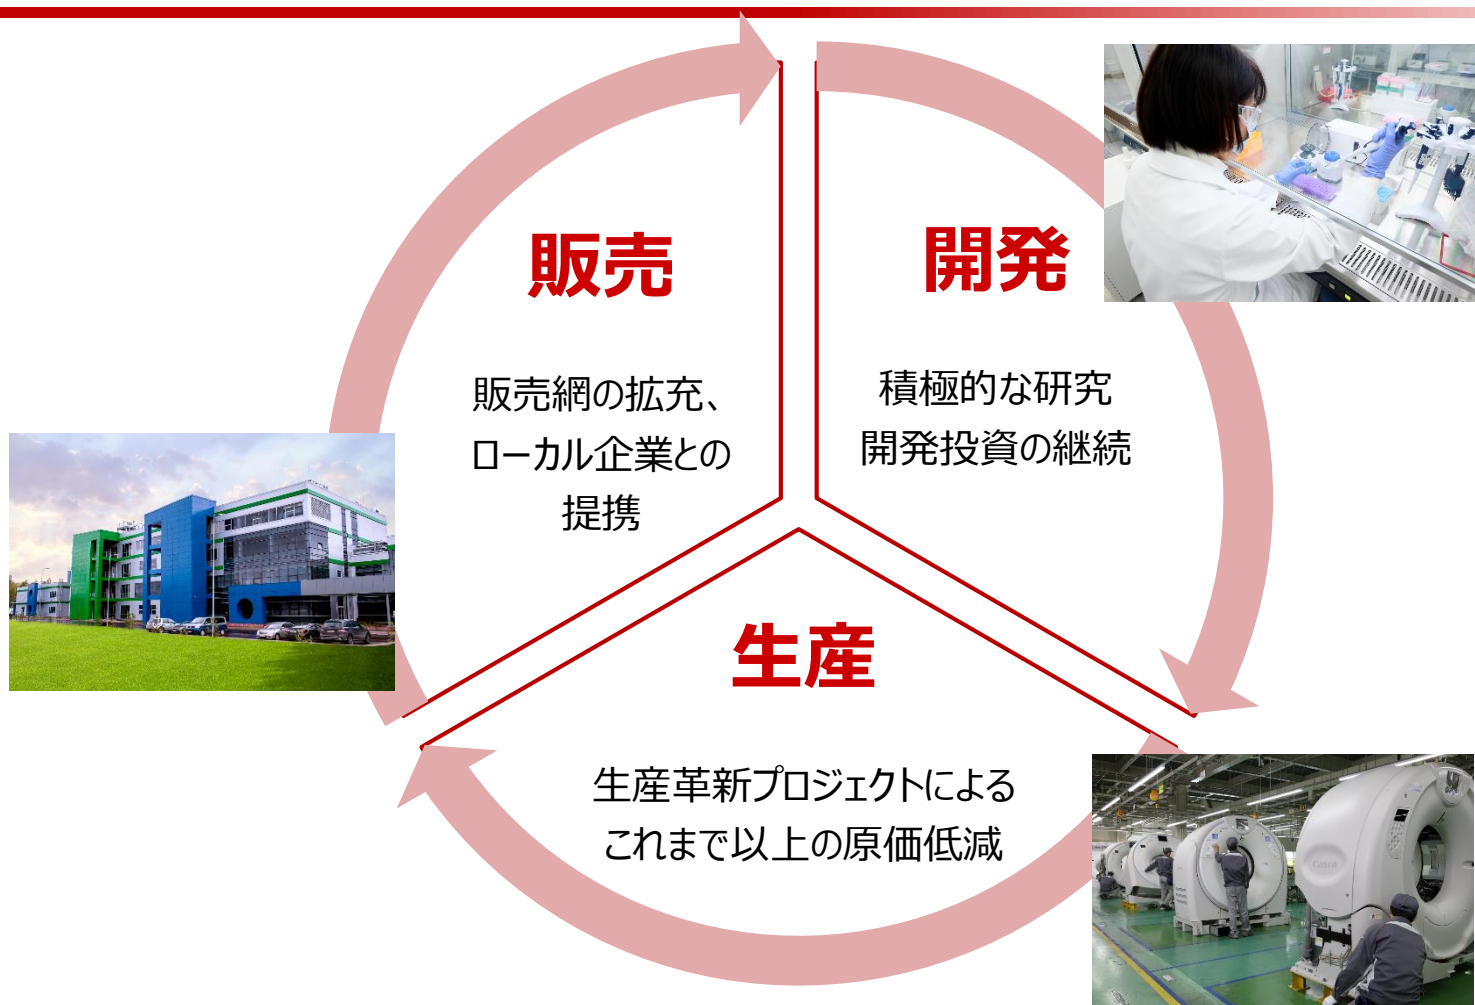 販売
販売網の拡充、
ローカル企業との
提携
開発
積極的な研究
開発投資の継続
生産
生産革新プロジェクトによる
これまで以上の原価低減
Canon